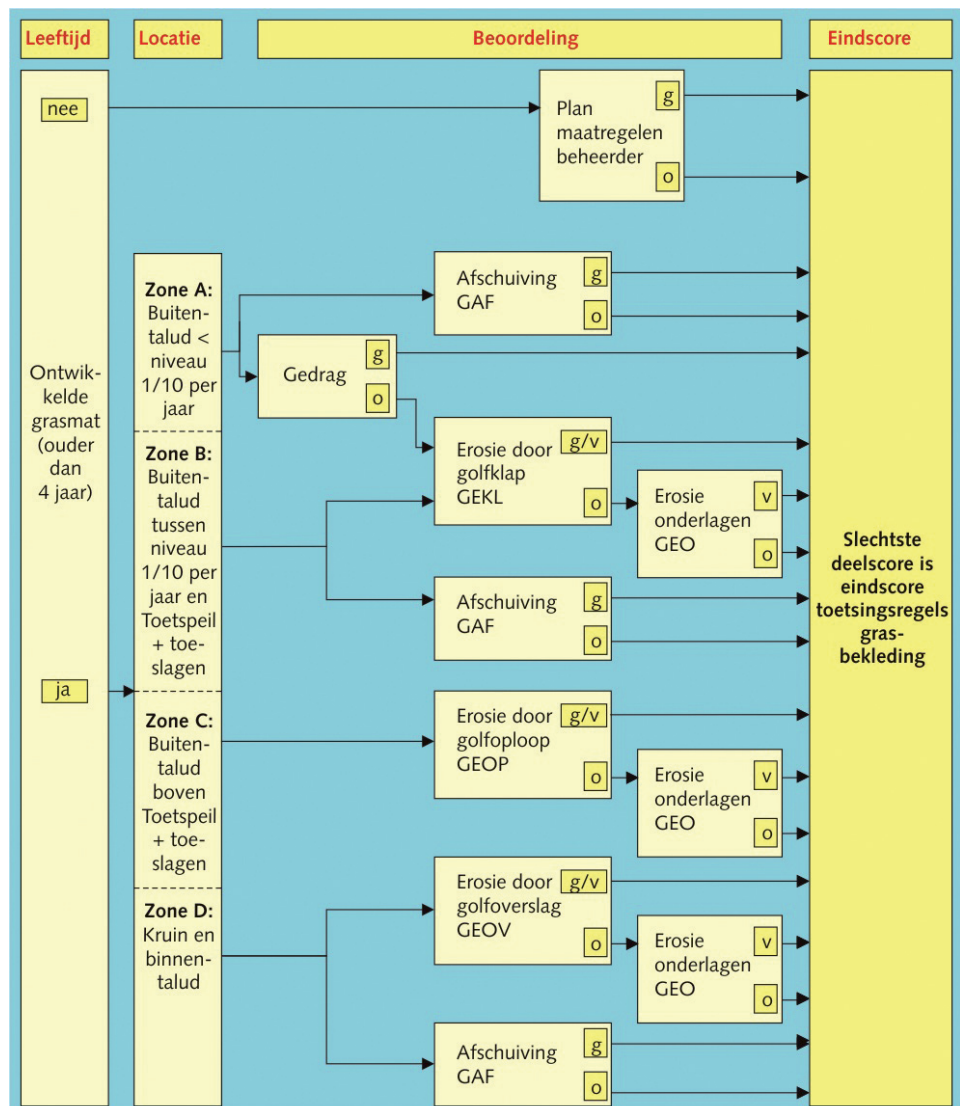 Leeftijd
Locatie
Beoordeling
Eindscore
nee
Plan
maatregelen
beheerder
g
o
Ontwik-
kelde
grasmat
(ouder
dan
4 jaar)
ja
Zone A:
Buiten-
talud <
niveau
1/10 per
jaar
Afschuiving
GAF
g
o
Gedrag
g
o
Zone B:
Buiten-
talud
tussen
niveau
1/10 per
jaar en
Toetspeil
+ toe-
slagen
Erosie door
golfklap
GEKL
g/v
o
Erosie
onderlagen
GEO
v
o
Afschuiving
GAF
g
o
Zone C:
Buiten-
talud
boven
Toetspeil
+ toe-
slagen
Erosie door
golfoploop
GEOP
g/v
o
Erosie
onderlagen
GEO
v
o
Zone D:
Kruin en
binnen-
talud
Erosie door
golfoverslag
GEOV
g/v
o
Erosie
onderlagen
GEO
v
o
Afschuiving
GAF
g
o
Slechtste
deelscore is
eindscore
toetsingsregels
gras-
bekleding